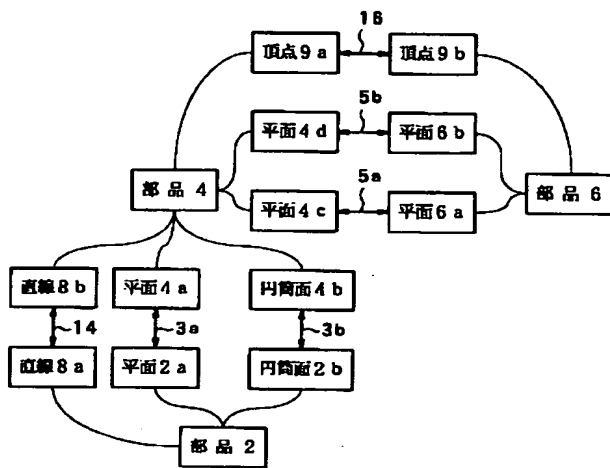 16
頂点9a
頂点9b
5b
平面4d
平面6b
部品4
5a
部品6
平面4c
平面6a
直線8b
平面4a
円筒面4b
14
3a
3b
直線8a
平面2a
円筒面2b
部品2